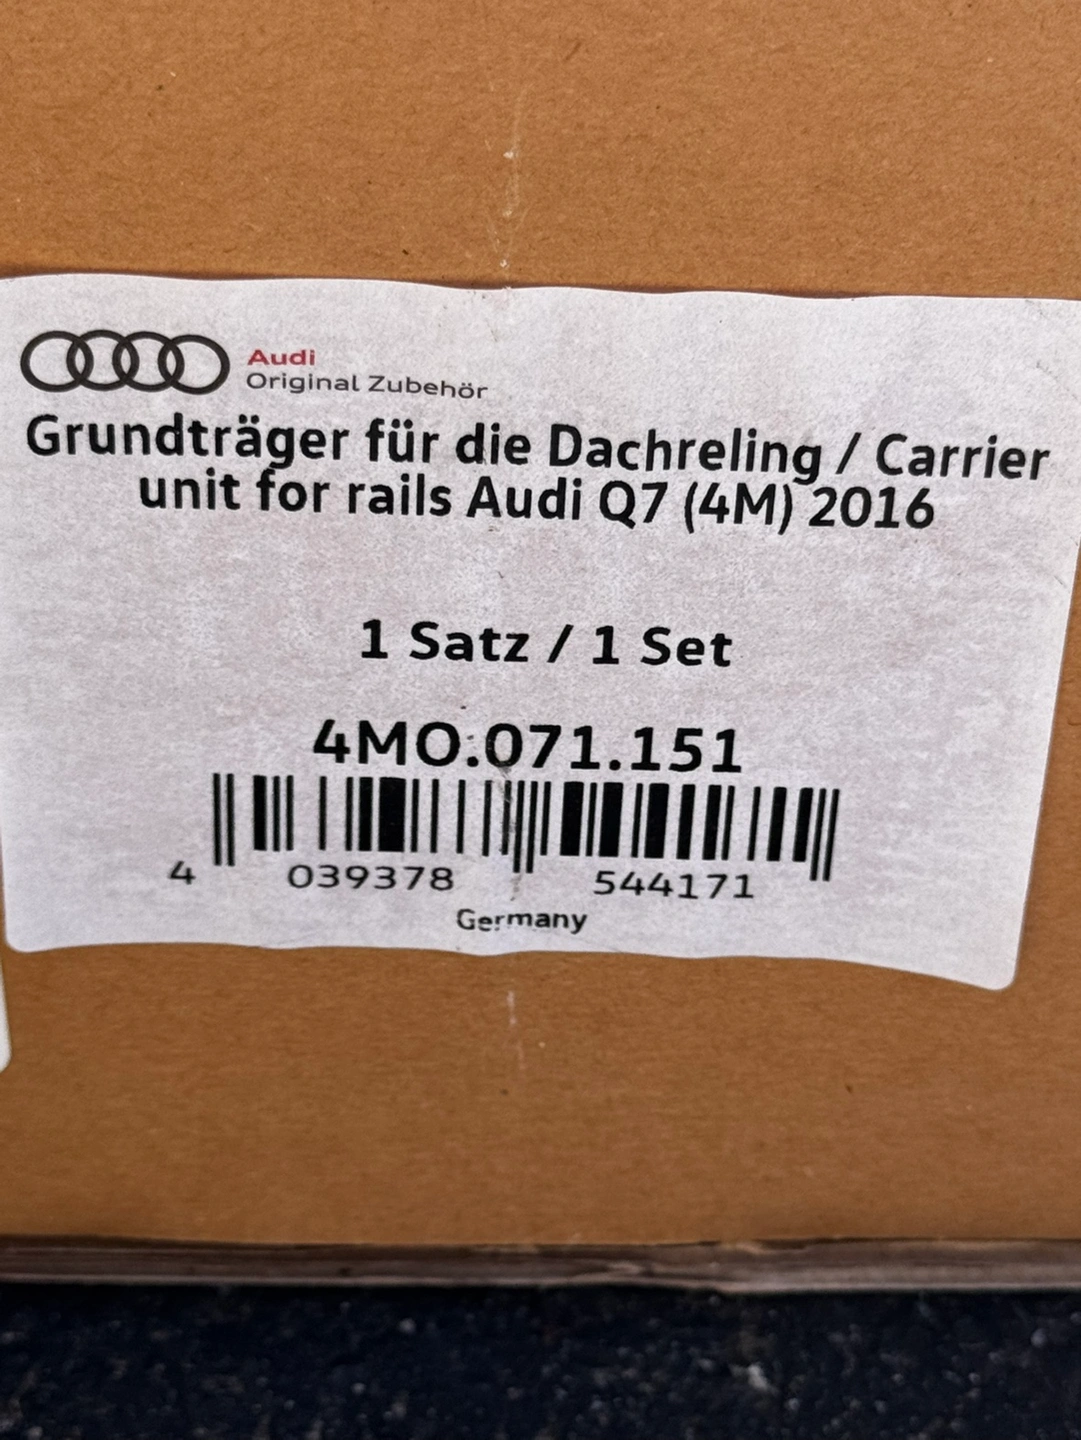 Audi
Original Zubehör
Grundträger für die Dachreling / Carrier
unit for rails Audi Q7 (4M) 2016
1 Satz / 1 Set
4MO.071.151
4 039378 544171
Germany